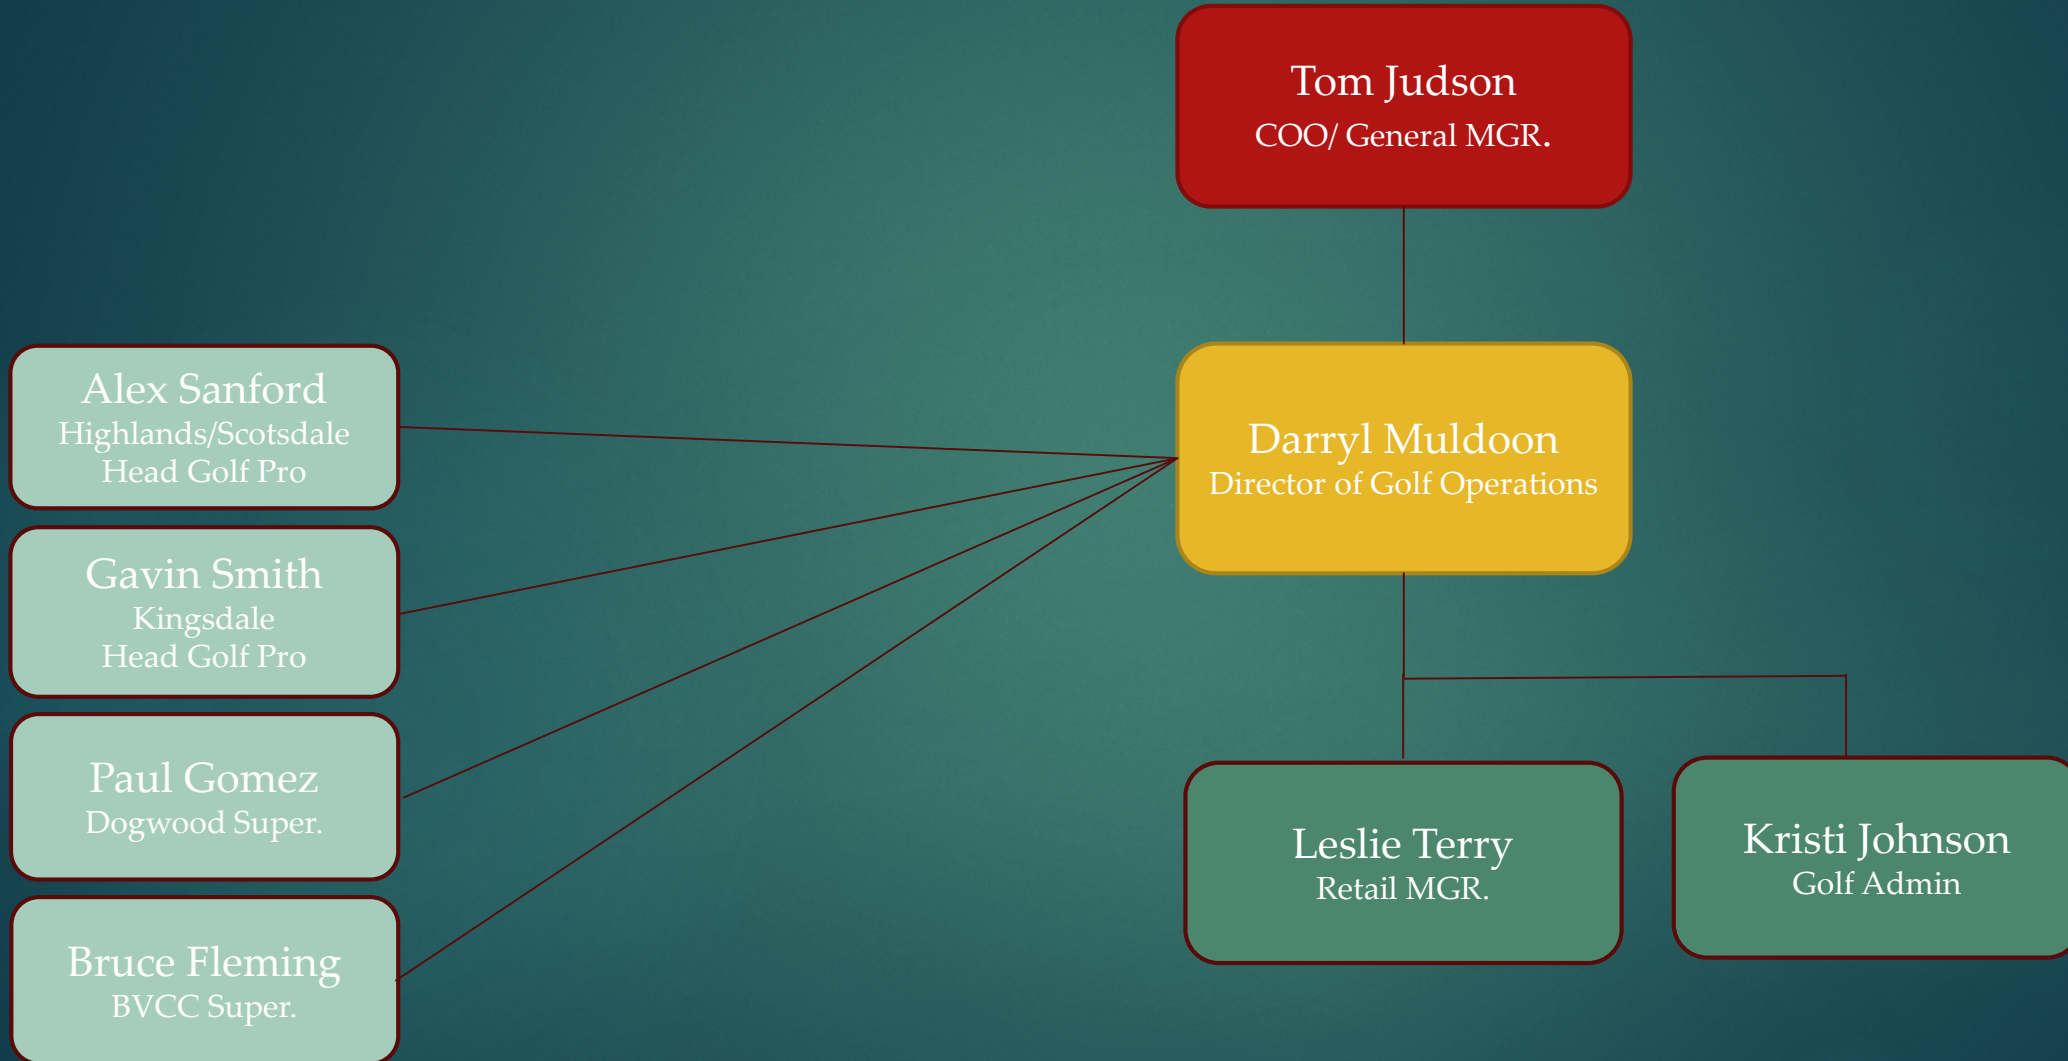 Tom Judson
COO/ General MGR.
Darryl Muldoon
Director of Golf Operations
Alex Sanford
Highlands/Scotsdale
Head Golf Pro
Gavin Smith
Kingsdale
Head Golf Pro
Paul Gomez
Dogwood Super.
Bruce Fleming
BVCC Super.
Leslie Terry
Retail MGR.
Kristi Johnson
Golf Admin